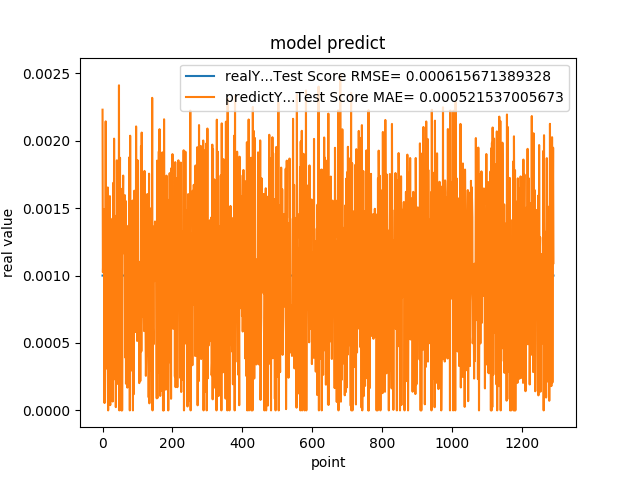 model predict
realY...Test Score RMSE= 0.000615671389328
predictY...Test Score MAE= 0.000521537005673
0.0025
0.0020
0.0015
0.0010
0.0005
0.0000
real value
0 200 400 600 800 1000 1200
point